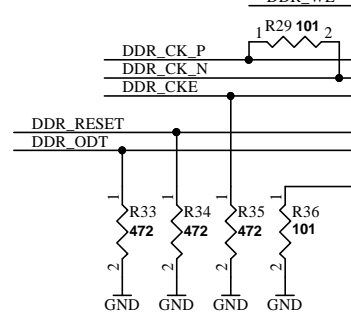 DDR_WE
R29 101
1 2
DDR_CK_P
DDR_CK_N
DDR_CKE
DDR_RESET
DDR_ODT
1 1 1 1
R33 R34 R35 R36
472 472 472 101
2 2 2 2
GND GND GND GND